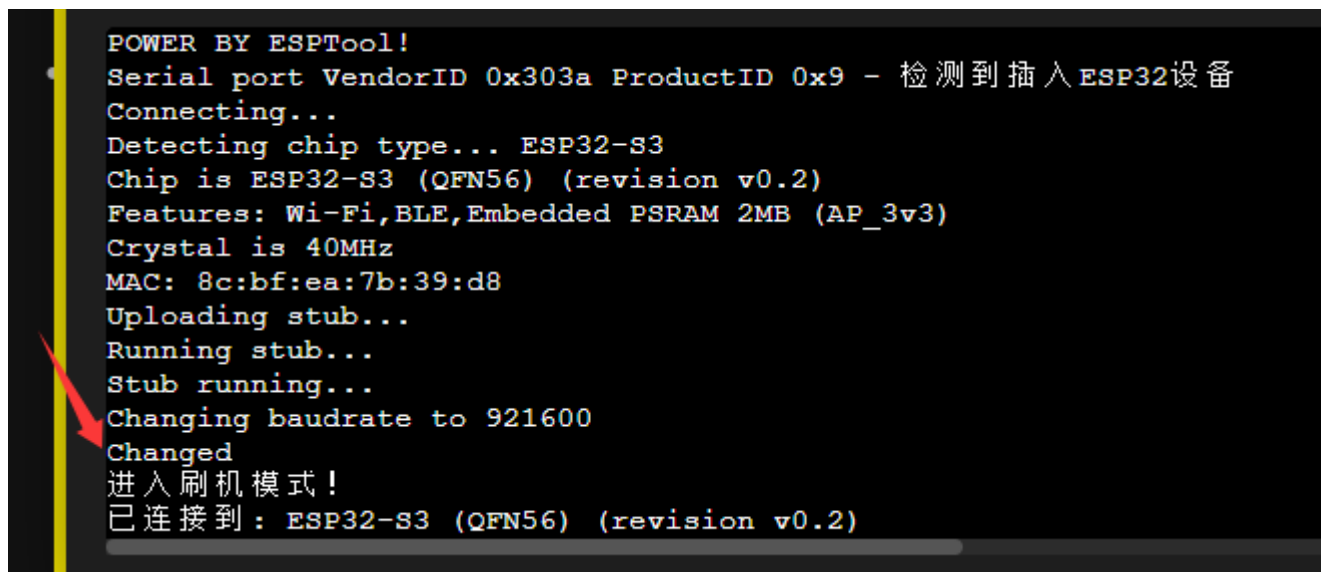 POWER BY ESPTool!
Serial port VendorID 0x303a ProductID 0x9 - 检测到插入ESP32设备
Connecting...
Detecting chip type... ESP32-S3
Chip is ESP32-S3 (QFN56) (revision v0.2)
Features: Wi-Fi,BLE,Embedded PSRAM 2MB (AP_3v3)
Crystal is 40MHz
MAC: 8c:bf:ea:7b:39:d8
Uploading stub...
Running stub...
Stub running...
Changing baudrate to 921600
Changed
进入刷机模式!
已连接到: ESP32-S3 (QFN56) (revision v0.2)